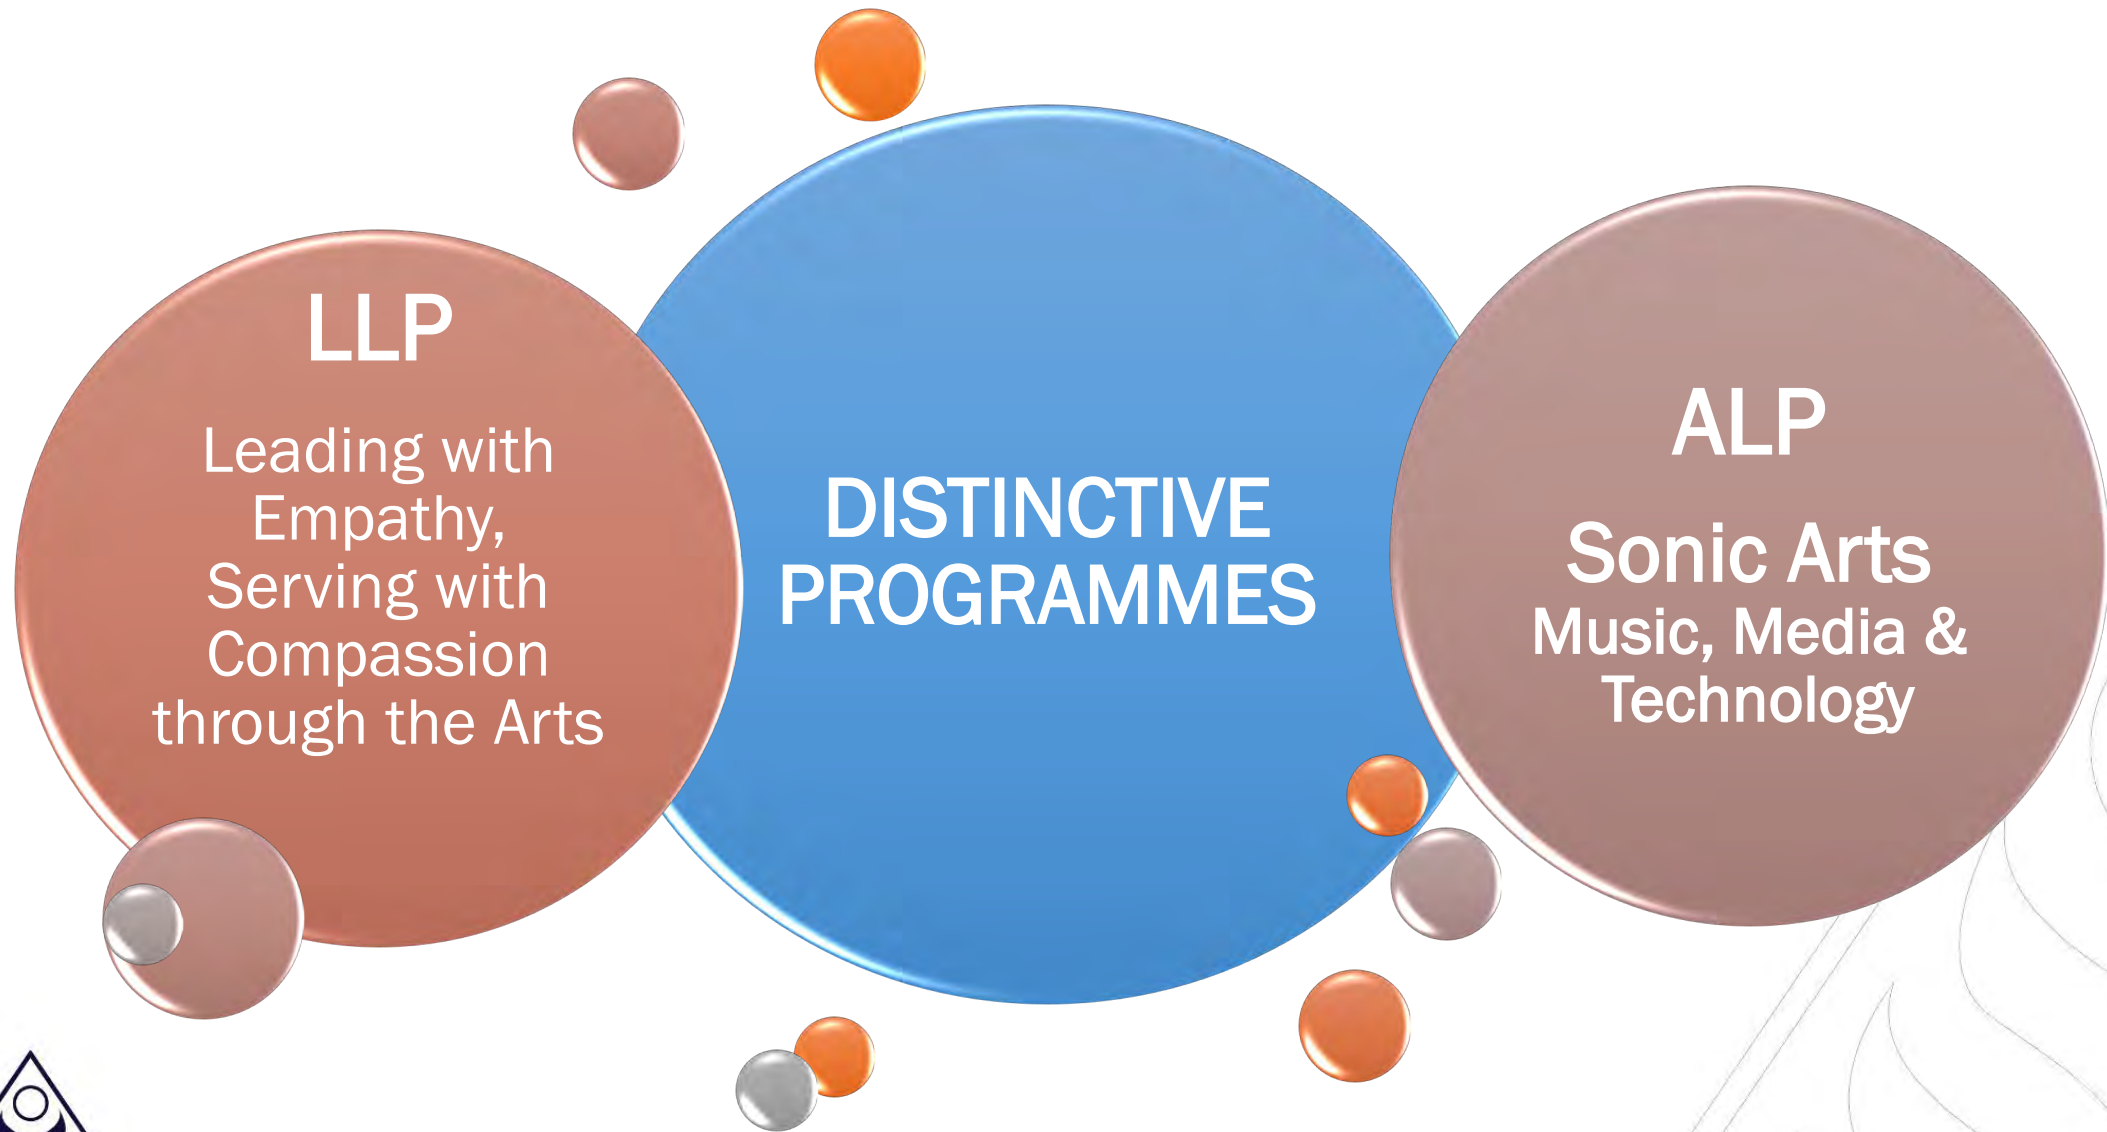 LLP
Leading with
Empathy,
Serving with
Compassion
through the Arts
DISTINCTIVE
PROGRAMMES
ALP
Sonic Arts
Music, Media &
Technology